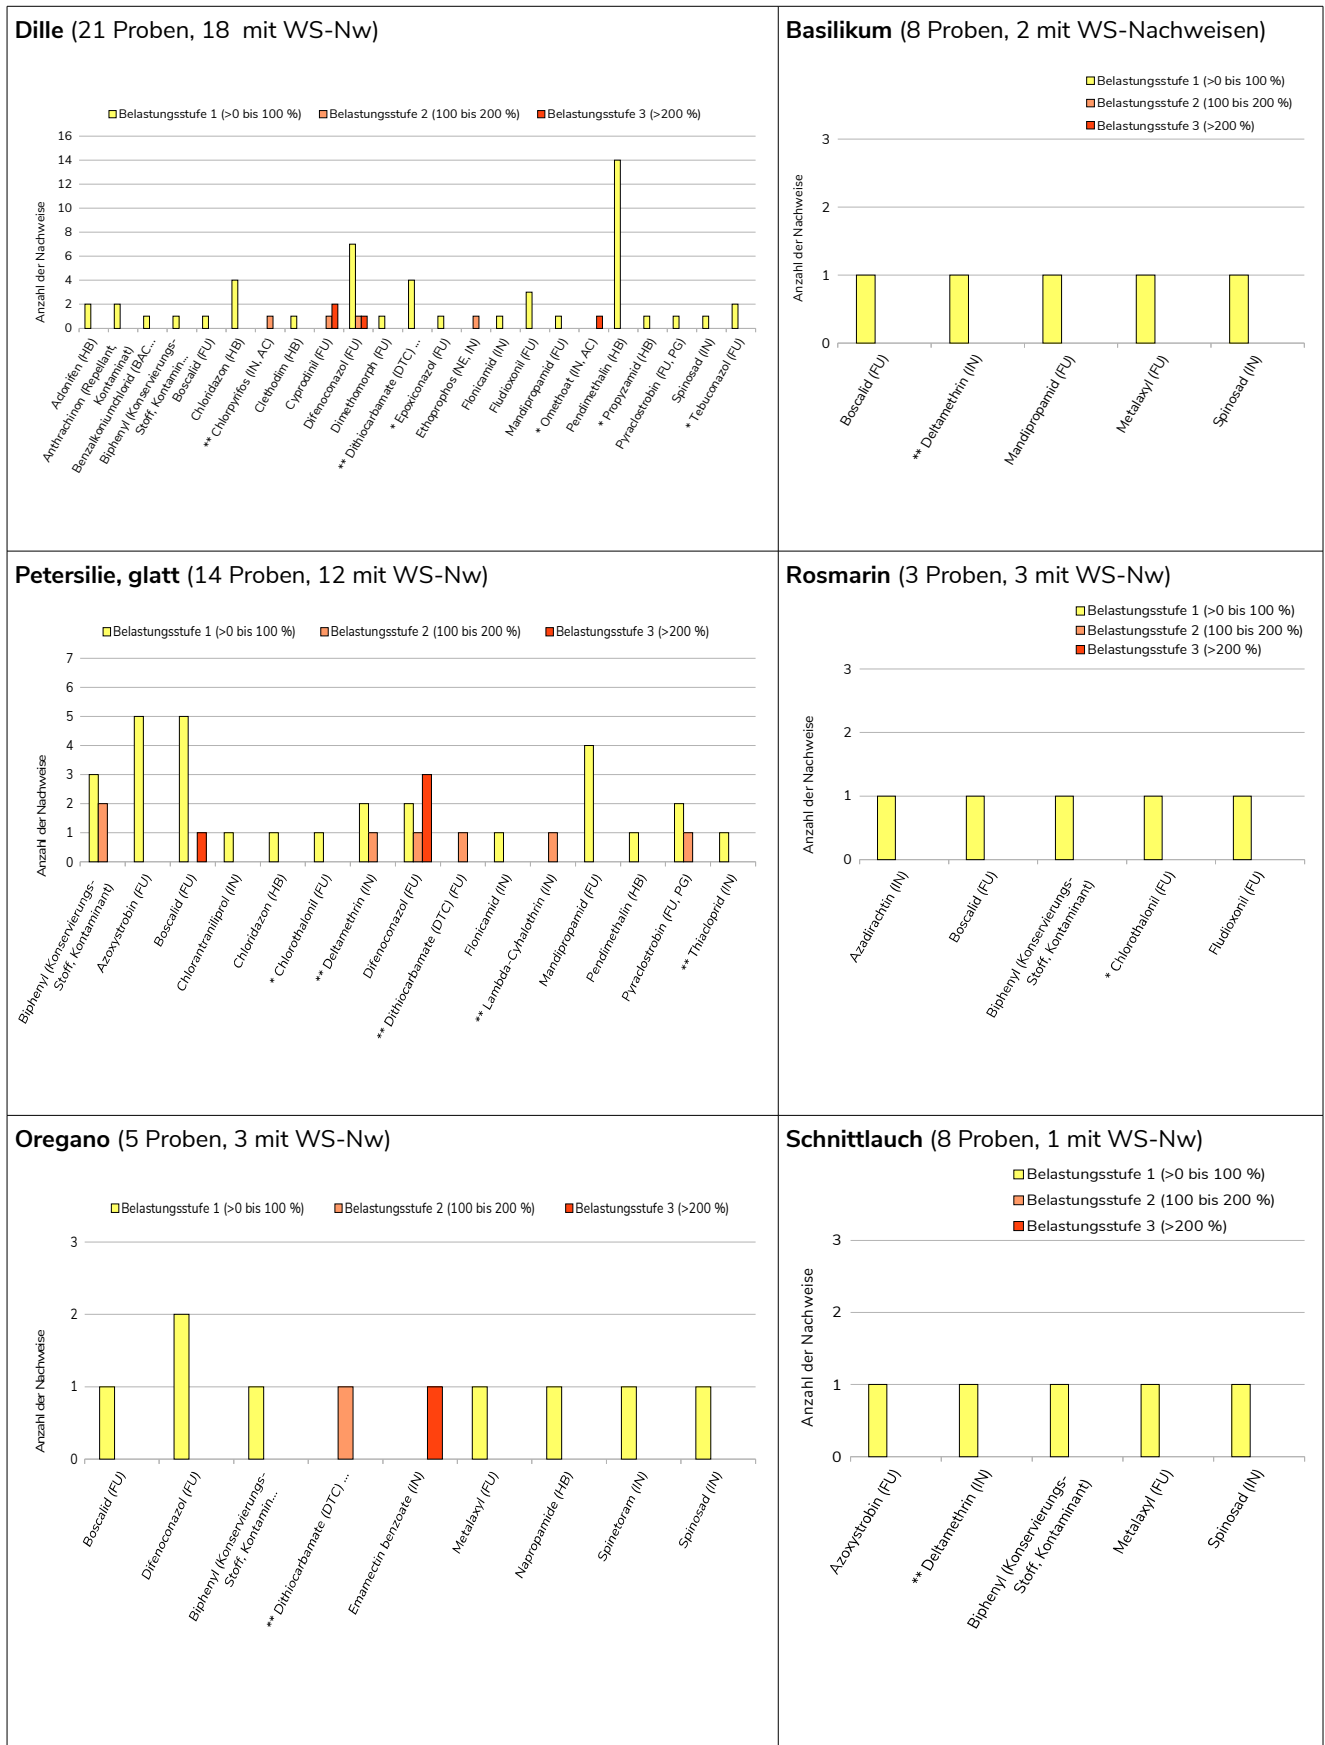 Dille (21 Proben, 18 mit WS-Nw)
Belastungsstufe 1 (>0 bis 100 %) Belastungsstufe 2 (100 bis 200 %) Belastungsstufe 3 (>200 %)
Anzahl der Nachweise
16
14
12
10
8
6
4
2
0
Aclonifen (HB)
Anthrachinon (Repellant,
Kontaminat)
Benzalkoniumchlorid (BAC...
Biphenyl (Konservierungs-
Stoff, Kontamin...
Boscalid (FU)
Chloridazon (HB)
** Chlorpyrifos (IN, AC)
Clethodim (HB)
Cyprodinil (FU)
Difenoconazol (FU)
Dimethomorph (FU)
** Dithiocarbamate (DTC) ...
* Epoxiconazol (FU)
Ethoprophos (NE, IN)
Flonicamid (IN)
Fludioxonil (FU)
Mandipropamid (FU)
* Omethoat (IN, AC)
Pendimethalin (HB)
* Propyzamid (HB)
Pyraclostrobin (FU, PG)
Spinosad (IN)
* Tebuconazol (FU)
Basilikum (8 Proben, 2 mit WS-Nachweisen)
Belastungsstufe 1 (>0 bis 100 %)
Belastungsstufe 2 (100 bis 200 %)
Belastungsstufe 3 (>200 %)
Anzahl der Nachweise
3
2
1
0
Boscalid (FU)
** Deltamethrin (IN)
Mandipropamid (FU)
Metalaxyl (FU)
Spinosad (IN)
Petersilie, glatt (14 Proben, 12 mit WS-Nw)
Belastungsstufe 1 (>0 bis 100 %) Belastungsstufe 2 (100 bis 200 %) Belastungsstufe 3 (>200 %)
Anzahl der Nachweise
7
6
5
4
3
2
1
0
Biphenyl (Konservierungs-
Stoff, Kontaminant)
Azoxystrobin (FU)
Boscalid (FU)
Chlorantraniliprol (IN)
Chloridazon (HB)
* Chlorothalonil (FU)
** Deltamethrin (IN)
Difenoconazol (FU)
** Dithiocarbamate (DTC) (FU)
Flonicamid (IN)
** Lambda-Cyhalothrin (IN)
Mandipropamid (FU)
Pendimethalin (HB)
Pyraclostrobin (FU, PG)
** Thiacloprid (IN)
Rosmarin (3 Proben, 3 mit WS-Nw)
Belastungsstufe 1 (>0 bis 100 %)
Belastungsstufe 2 (100 bis 200 %)
Belastungsstufe 3 (>200 %)
Anzahl der Nachweise
3
2
1
0
Azadirachtin (IN)
Boscalid (FU)
Biphenyl (Konservierungs-
Stoff, Kontaminant)
* Chlorothalonil (FU)
Fludioxonil (FU)
Oregano (5 Proben, 3 mit WS-Nw)
Belastungsstufe 1 (>0 bis 100 %) Belastungsstufe 2 (100 bis 200 %) Belastungsstufe 3 (>200 %)
Anzahl der Nachweise
3
2
1
0
Boscalid (FU)
Difenoconazol (FU)
Biphenyl (Konservierungs-
Stoff, Kontamin...
** Dithiocarbamate (DTC) ...
Emamectin benzoate (IN)
Metalaxyl (FU)
Napropamide (HB)
Spinetoram (IN)
Spinosad (IN)
Schnittlauch (8 Proben, 1 mit WS-Nw)
Belastungsstufe 1 (>0 bis 100 %)
Belastungsstufe 2 (100 bis 200 %)
Belastungsstufe 3 (>200 %)
Anzahl der Nachweise
3
2
1
0
Azoxystrobin (FU)
** Deltamethrin (IN)
Biphenyl (Konservierungs-
Stoff, Kontaminant)
Metalaxyl (FU)
Spinosad (IN)